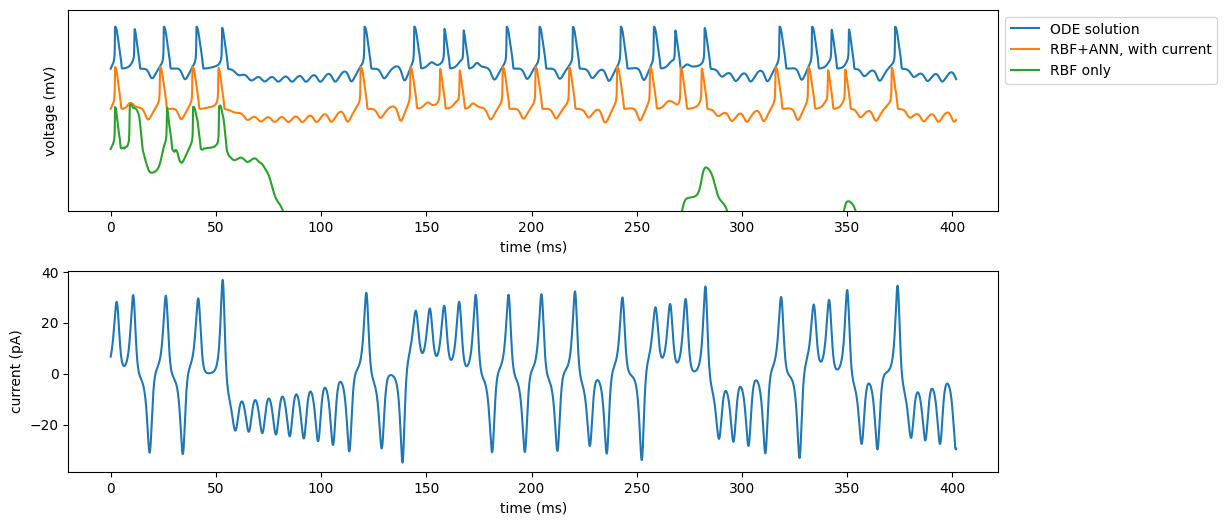 voltage (mV)
0 50 100 150 200 250 300 350 400
time (ms)
ODE solution
RBF+ANN, with current
RBF only
current (pA)
40
20
0
−20
0 50 100 150 200 250 300 350 400
time (ms)